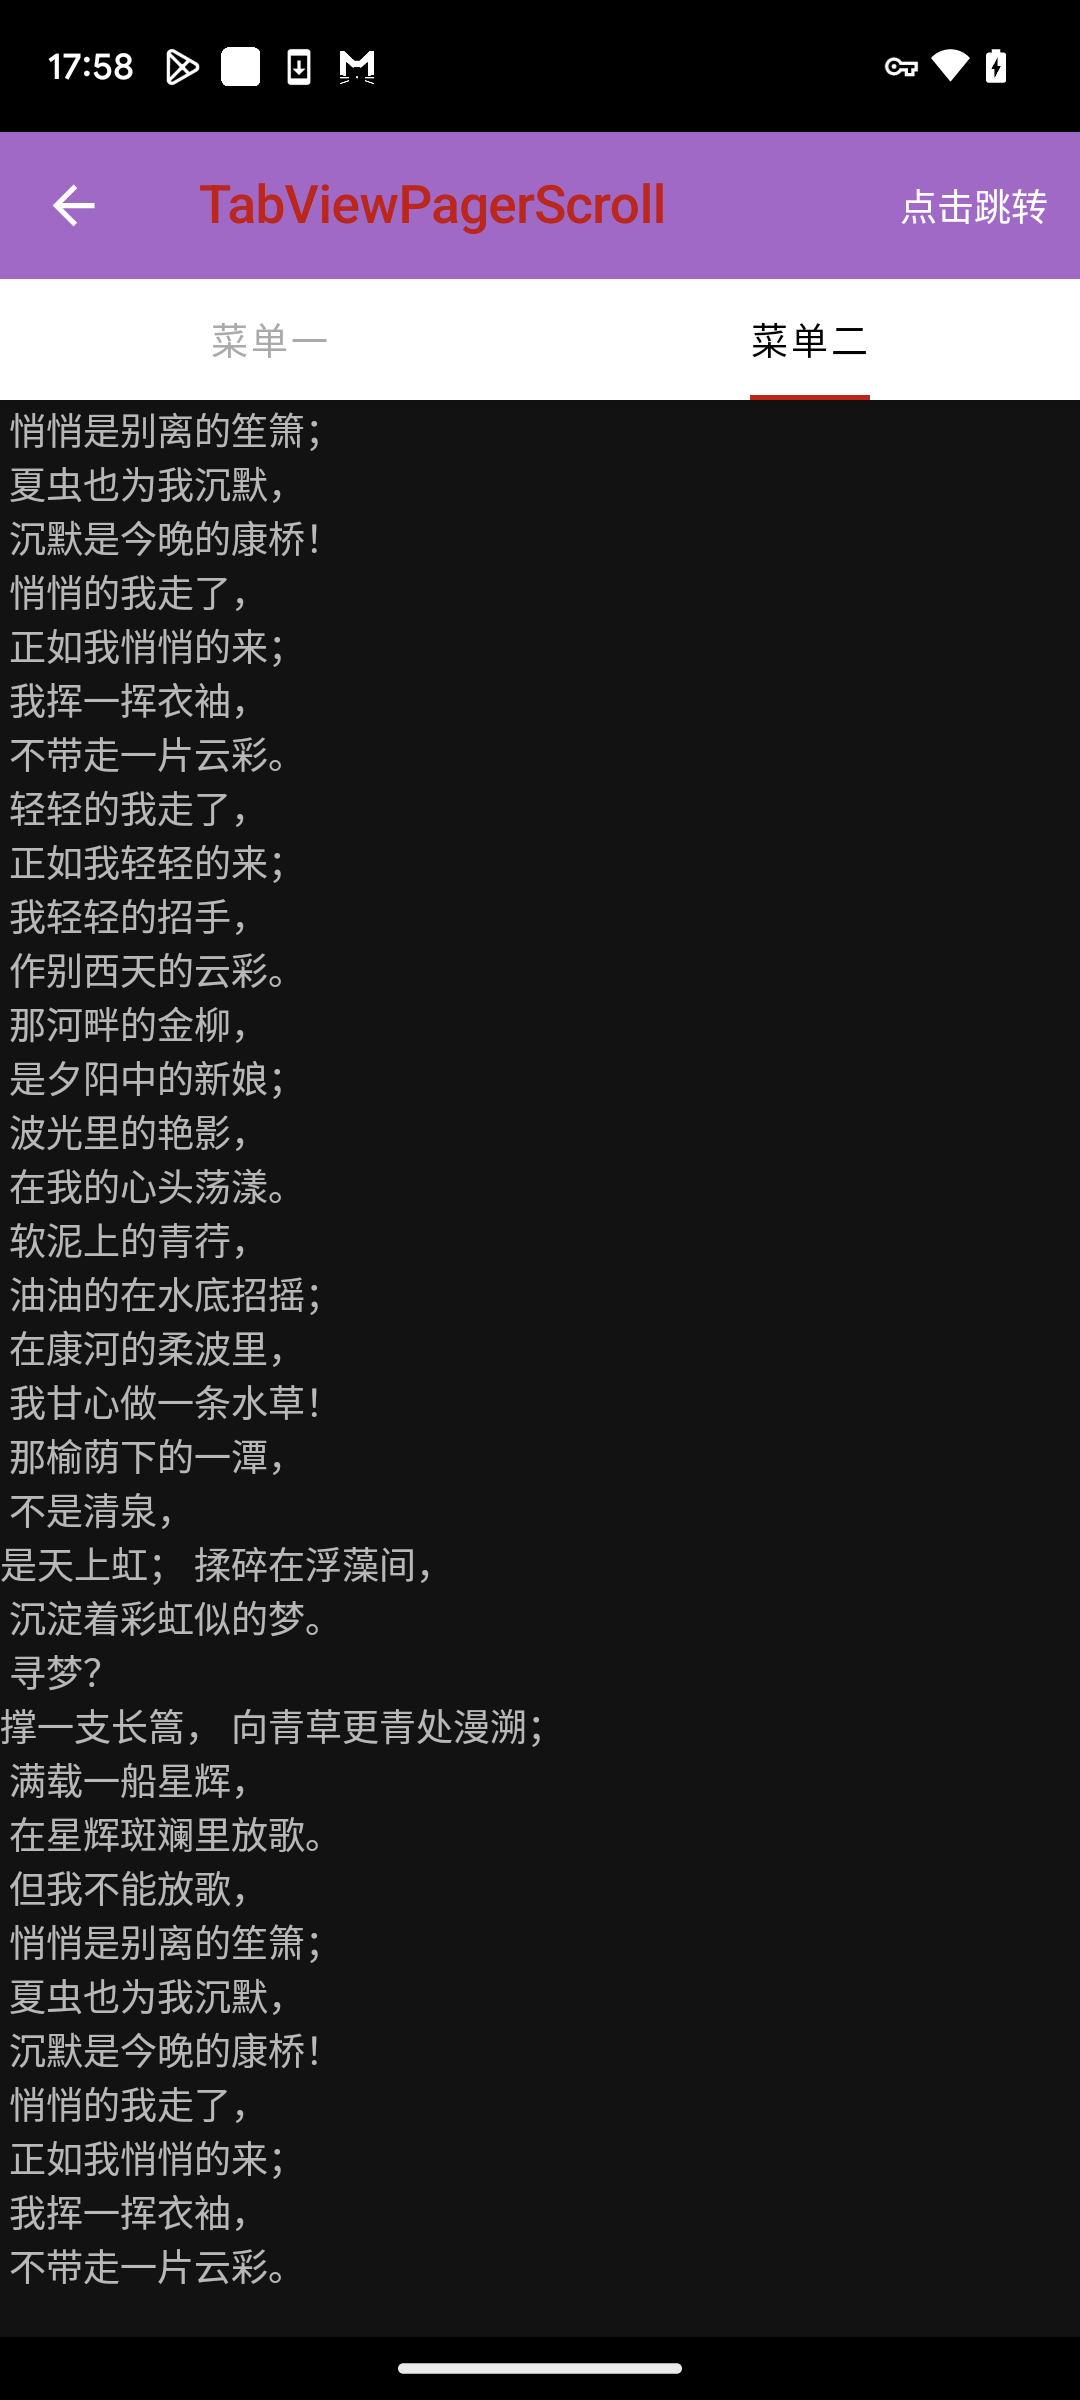 17:58
TabViewPagerScroll
点击跳转
菜单一
菜单二
悄悄是别离的笙箫；
夏虫也为我沉默，
沉默是今晚的康桥！
悄悄的我走了，
正如我悄悄的来；
我挥一挥衣袖，
不带走一片云彩。
轻轻的我走了，
正如我轻轻的来；
我轻轻的招手，
作别西天的云彩。
那河畔的金柳，
是夕阳中的新娘；
波光里的艳影，
在我的心头荡漾。
软泥上的青荇，
油油的在水底招摇；
在康河的柔波里，
我甘心做一条水草！
那榆荫下的一潭，
不是清泉，
是天上虹； 揉碎在浮藻间，
沉淀着彩虹似的梦。
寻梦？
撑一支长篙， 向青草更青处漫溯；
满载一船星辉，
在星辉斑斓里放歌。
但我不能放歌，
悄悄是别离的笙箫；
夏虫也为我沉默，
沉默是今晚的康桥！
悄悄的我走了，
正如我悄悄的来；
我挥一挥衣袖，
不带走一片云彩。